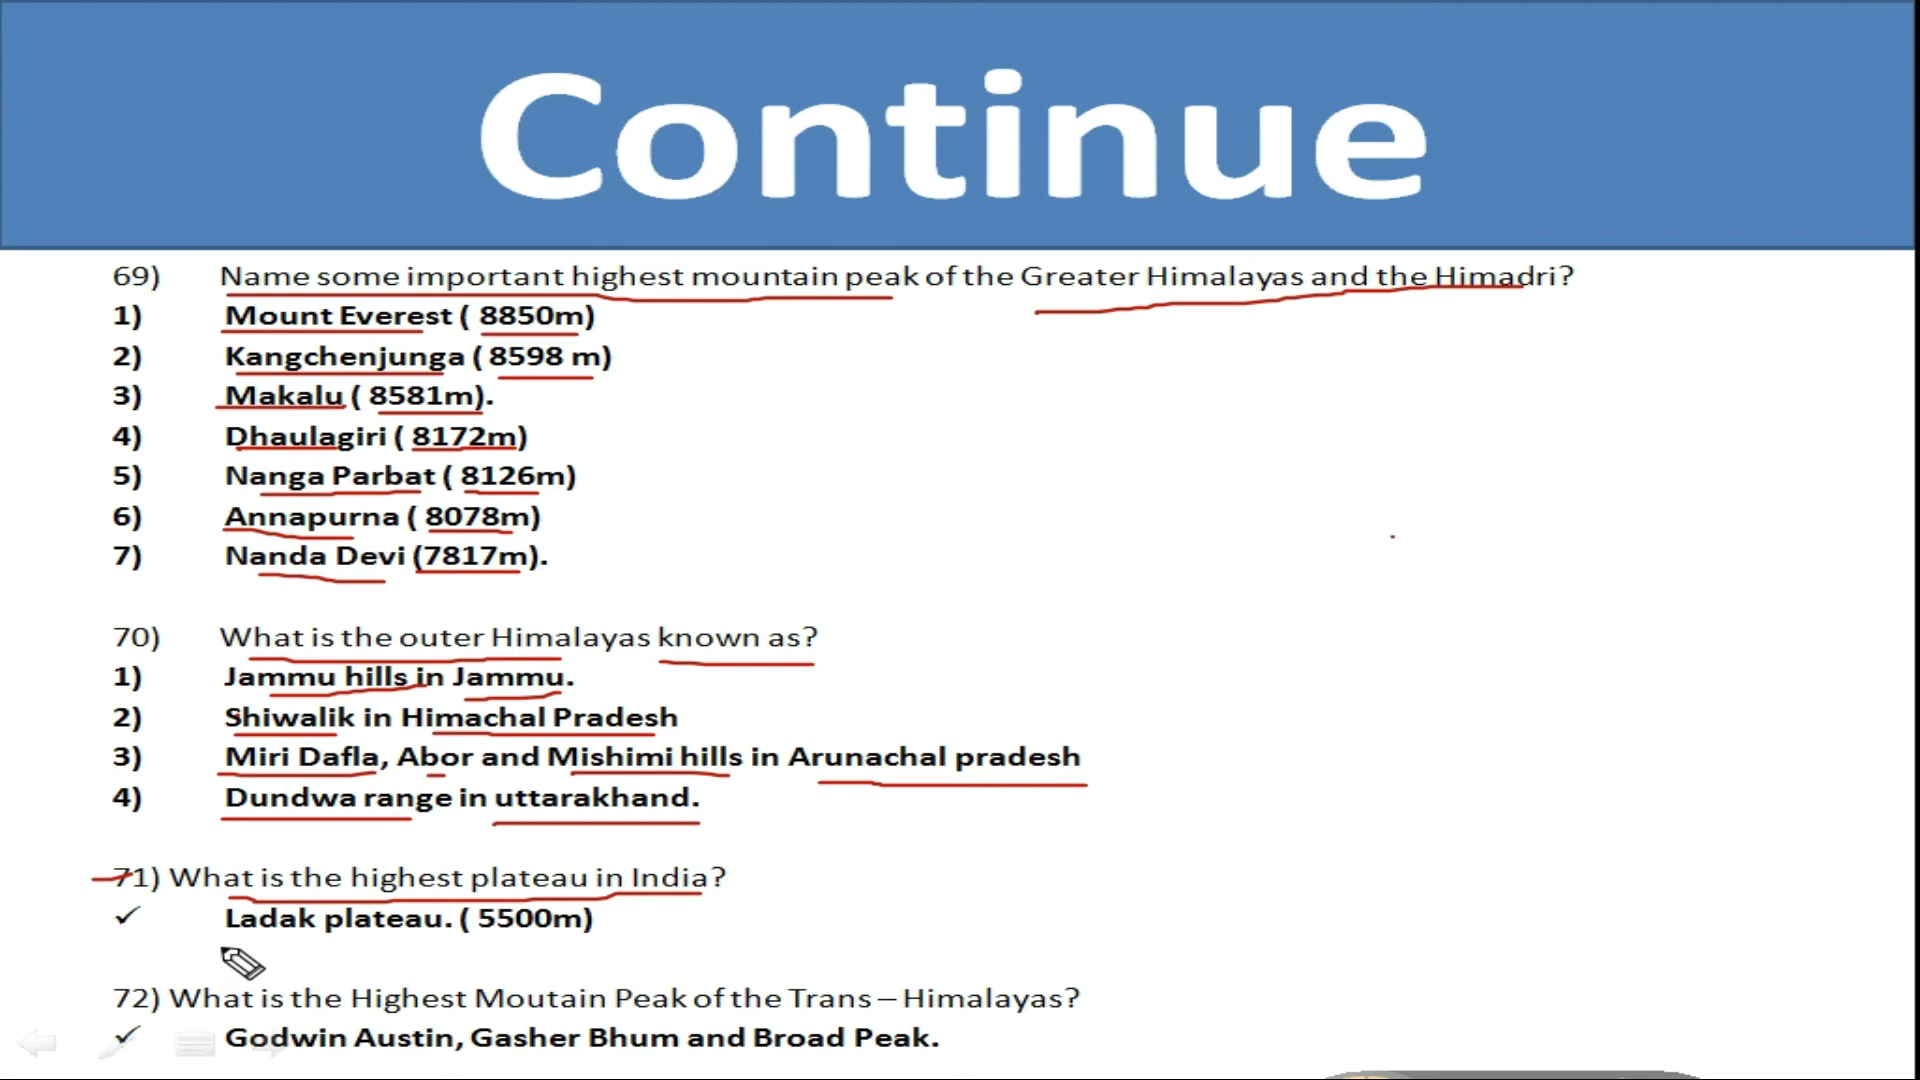 Continue
69) Name some important highest mountain peak of the Greater Himalayas and the Himadri?
1) Mount Everest ( 8850m)
2) Kangchenjunga ( 8598 m)
3) Makalu ( 8581m).
4) Dhaulagiri ( 8172m)
5) Nanga Parbat ( 8126m)
6) Annapurna ( 8078m)
7) Nanda Devi (7817m).
70) What is the outer Himalayas known as?
1) Jammu hills in Jammu.
2) Shiwalik in Himachal Pradesh
3) Miri Dafla, Abor and Mishimi hills in Arunachal pradesh
4) Dundwa range in uttarakhand.
71) What is the highest plateau in India?
✓ Ladak plateau. ( 5500m)
72) What is the Highest Moutain Peak of the Trans – Himalayas?
✓ Godwin Austin, Gasher Bhum and Broad Peak.